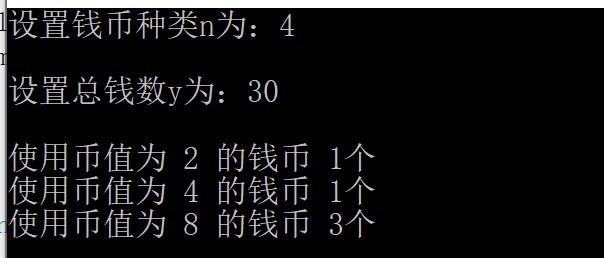 设置钱币种类n为：4
设置总钱数y为：30
使用币值为 2 的钱币 1个
使用币值为 4 的钱币 1个
使用币值为 8 的钱币 3个